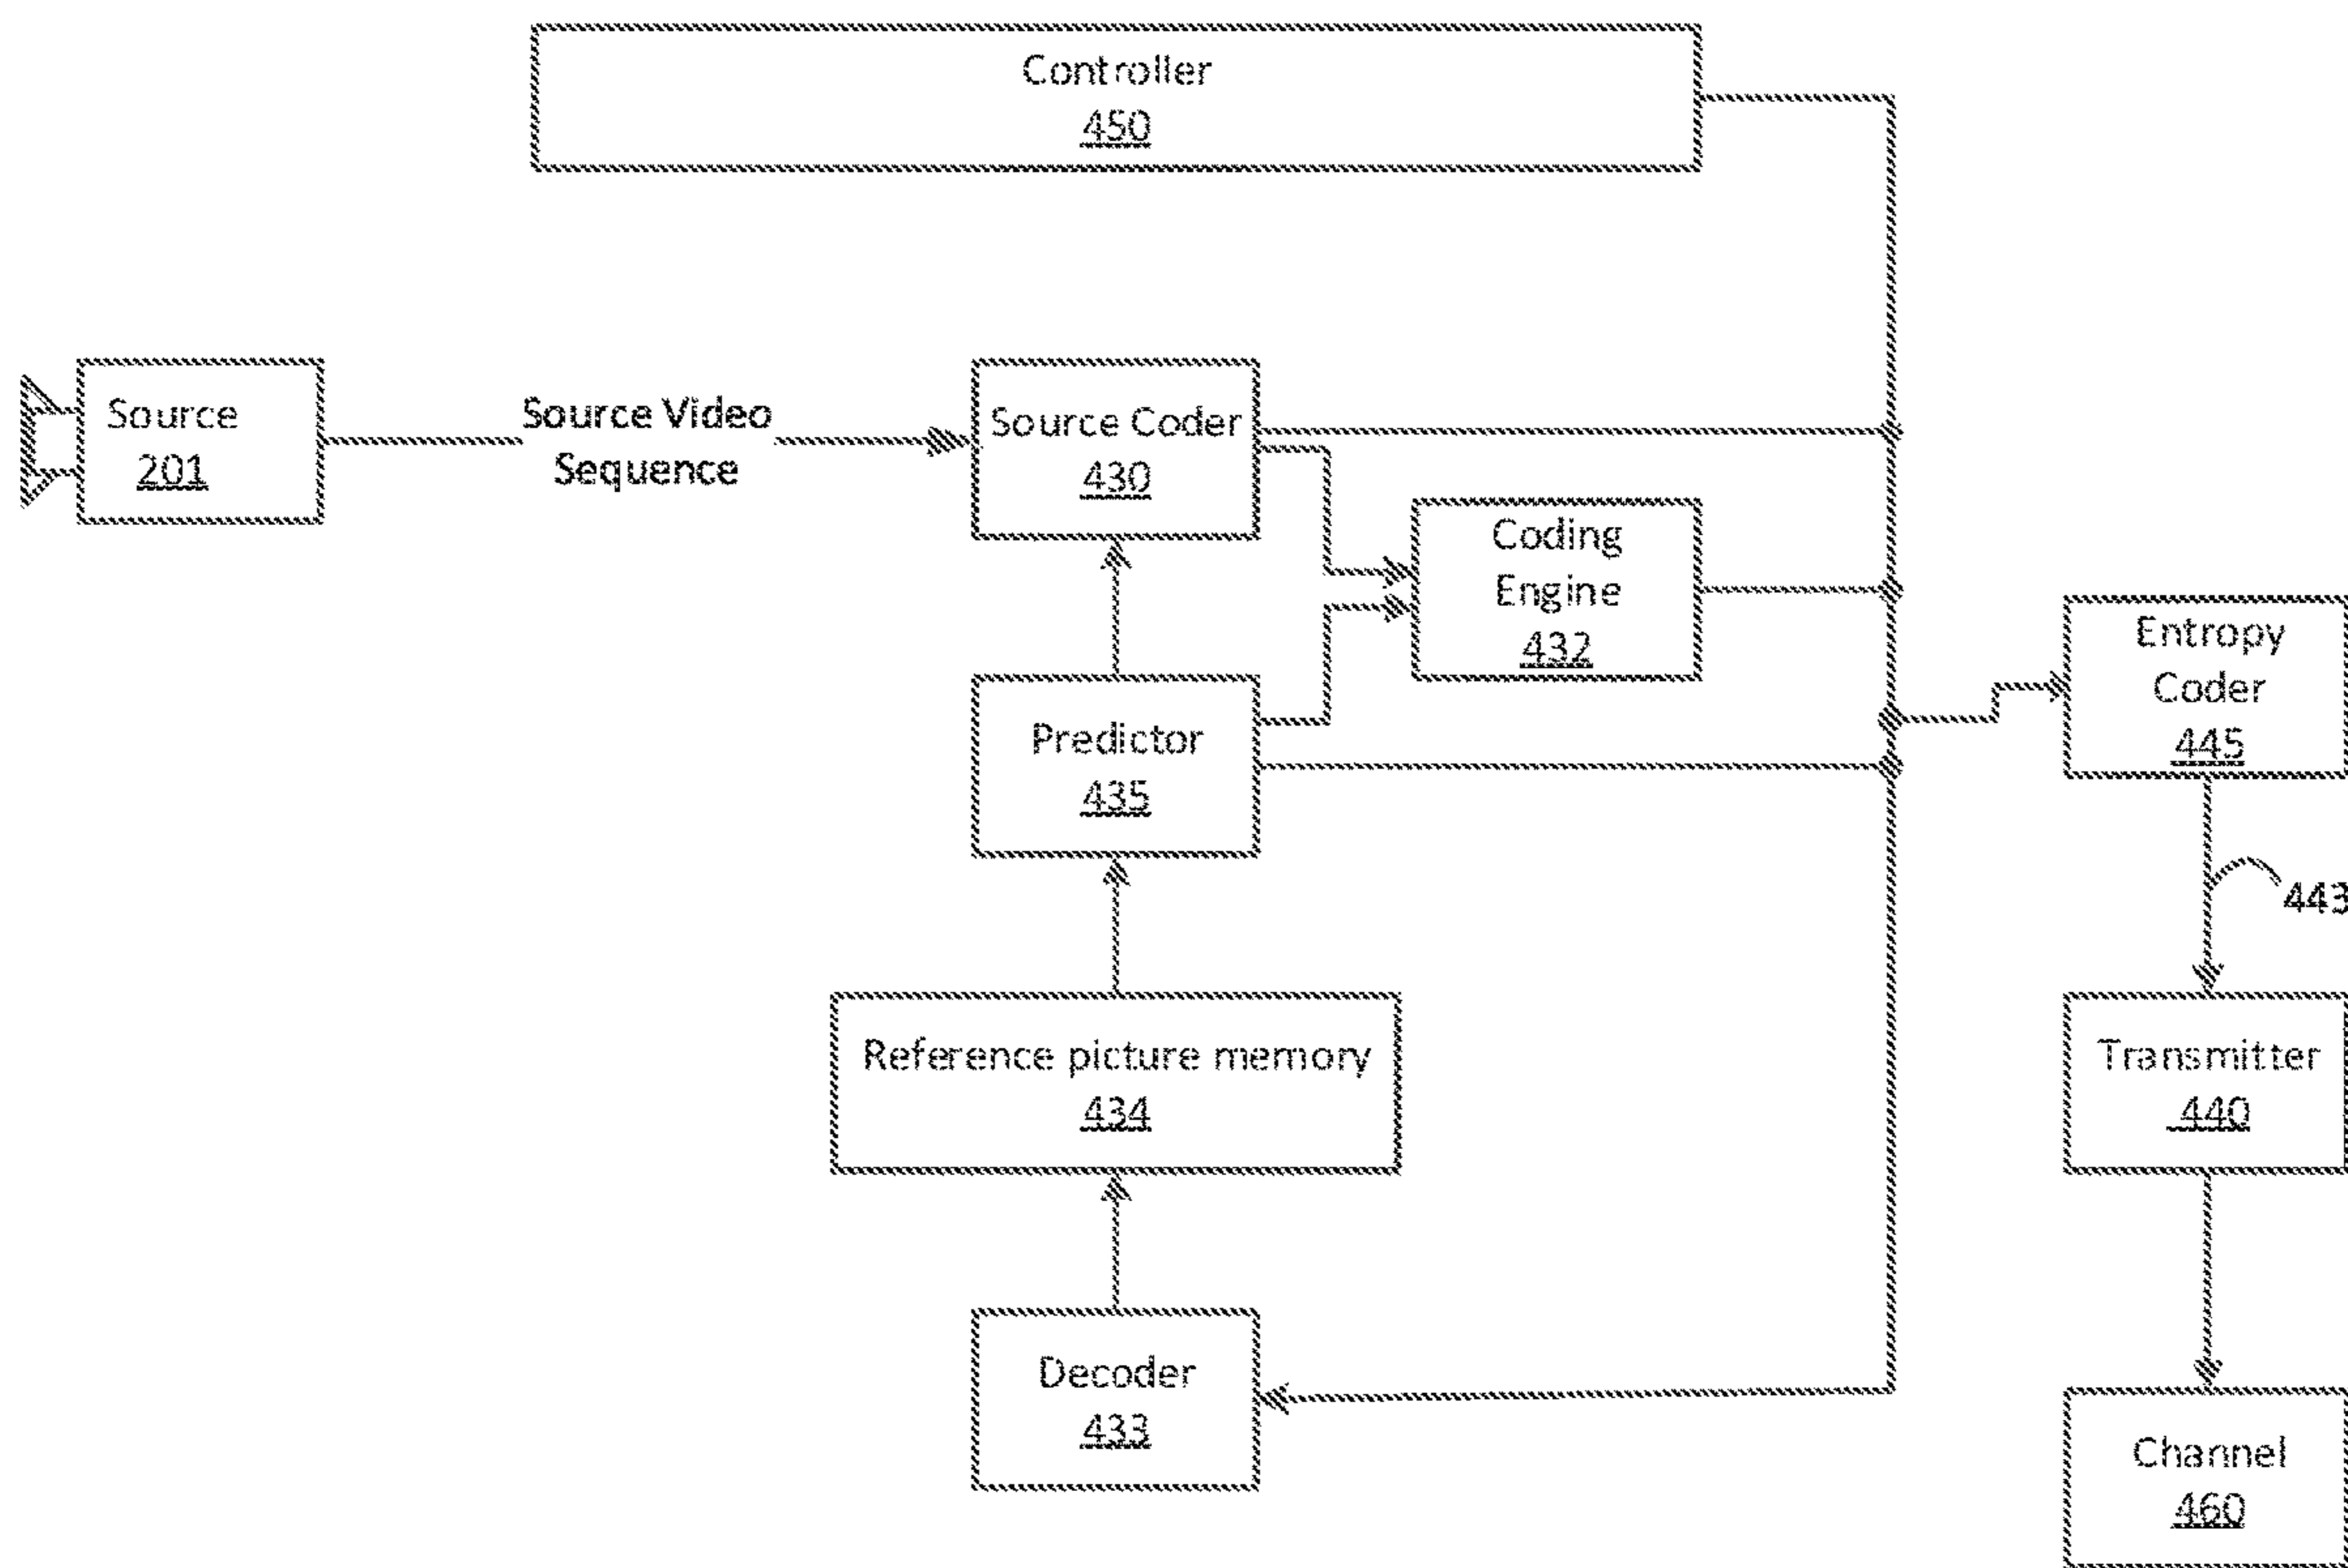 Controller
450
Source
201
Source Video
Sequence
Source Coder
430
Coding
Engine
432
Entropy
Coder
445
Predictor
435
443
Reference picture memory
434
Transmitter
440
Decoder
433
Channel
460